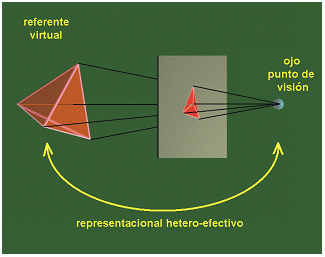 referente
virtual
ojo
punto de
visión
representacional hetero-efectivo